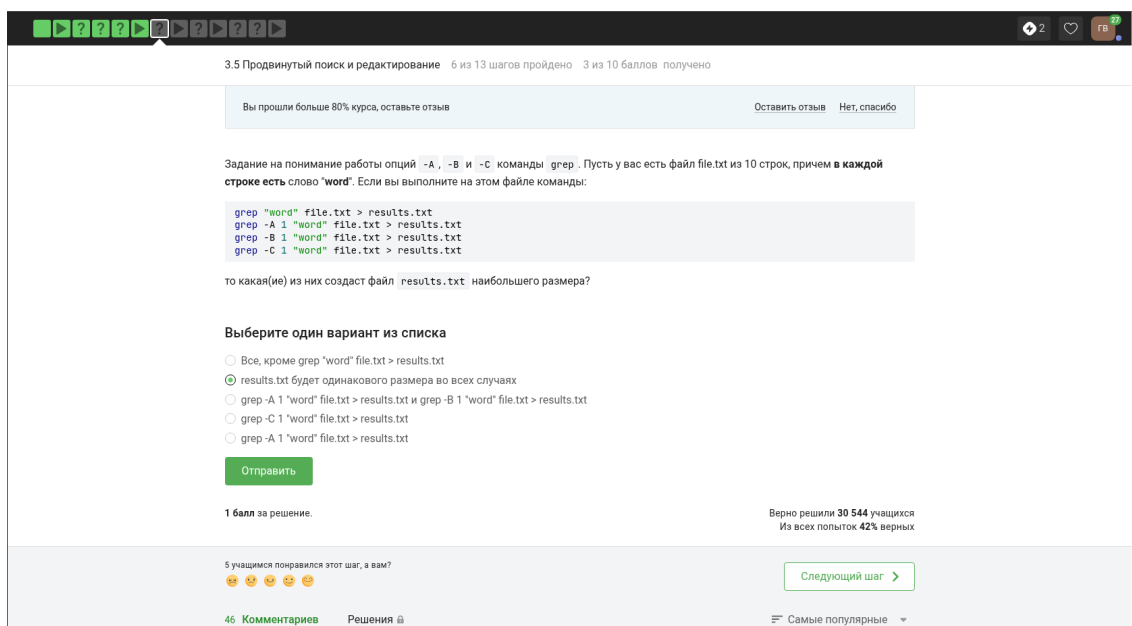 2
ГВ
27
3.5 Продвинутый поиск и редактирование 6 из 13 шагов пройдено 3 из 10 баллов получено
Вы прошли больше 80% курса, оставьте отзыв Оставить отзыв Нет, спасибо
Задание на понимание работы опций -A, -B и -C команды grep. Пусть у вас есть файл file.txt из 10 строк, причем в каждой
строке есть слово "word". Если вы выполните на этом файле команды:
grep "word" file.txt > results.txt
grep -A 1 "word" file.txt > results.txt
grep -B 1 "word" file.txt > results.txt
grep -C 1 "word" file.txt > results.txt
то какая(ие) из них создаст файл results.txt наибольшего размера?
Выберите один вариант из списка
Все, кроме grep "word" file.txt > results.txt
results.txt будет одинакового размера во всех случаях
grep -A 1 "word" file.txt > results.txt и grep -B 1 "word" file.txt > results.txt
grep -C 1 "word" file.txt > results.txt
grep -A 1 "word" file.txt > results.txt
Отправить
1 балл за решение.
Верно решили 30 544 учащихся
Из всех попыток 42% верных
5 учащимся понравился этот шаг, а вам?
Следующий шаг
46 Комментариев Решения Самые популярные